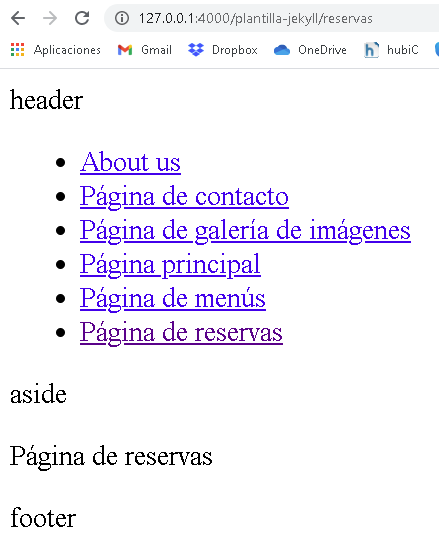 127.0.0.1:4000/plantilla-jekyll/reservas
Aplicaciones Gmail Dropbox OneDrive hubiC
header
About us
Página de contacto
Página de galería de imágenes
Página principal
Página de menús
Página de reservas
aside
Página de reservas
footer